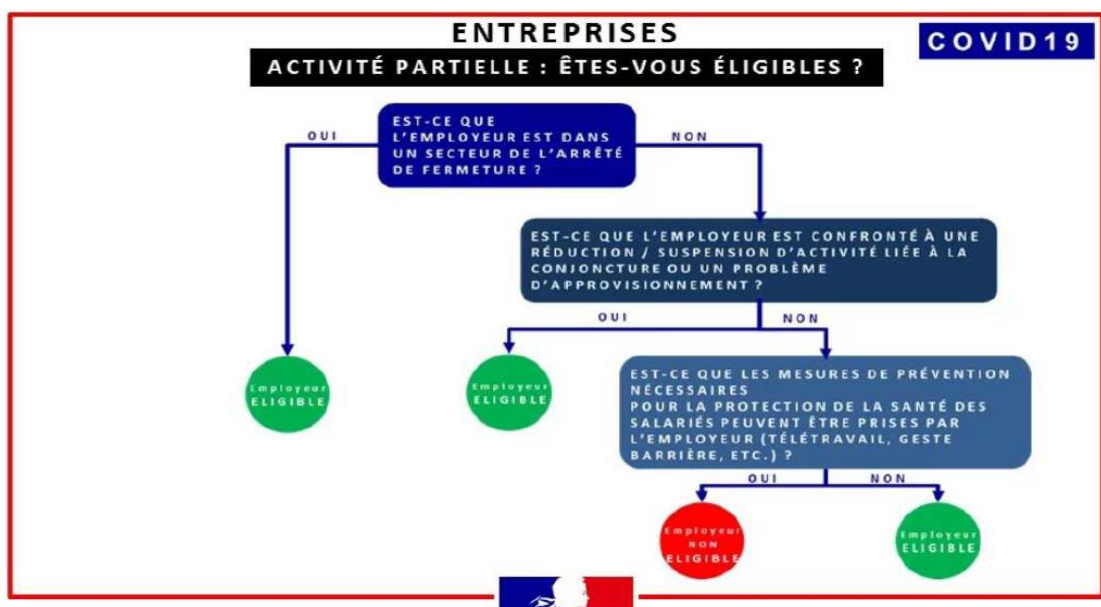 ENTREPRISES
COVID19
ACTIVITÉ PARTIELLE : ÊTES-VOUS ÉLIGIBLES ?
EST-CE QUE
L'EMPLOYEUR EST DANS
UN SECTEUR DE L'ARRÊTÉ
DE FERMETURE ?
OUI
NON
EST-CE QUE L'EMPLOYEUR EST CONFRONTÉ À UNE
RÉDUCTION / SUSPENSION D'ACTIVITÉ LIÉE À LA
CONJONCTURE OU UN PROBLÈME
D'APPROVISIONNEMENT ?
OUI
NON
Employeur
ELIGIBLE
Employeur
ELIGIBLE
EST-CE QUE LES MESURES DE PRÉVENTION
NÉCESSAIRES
POUR LA PROTECTION DE LA SANTÉ DES
SALARIÉS PEUVENT ÊTRE PRISES PAR
L'EMPLOYEUR (TÉLÉTRAVAIL, GESTE
BARRIÈRE, ETC.) ?
OUI
NON
Employeur
NON
ELIGIBLE
Employeur
ELIGIBLE